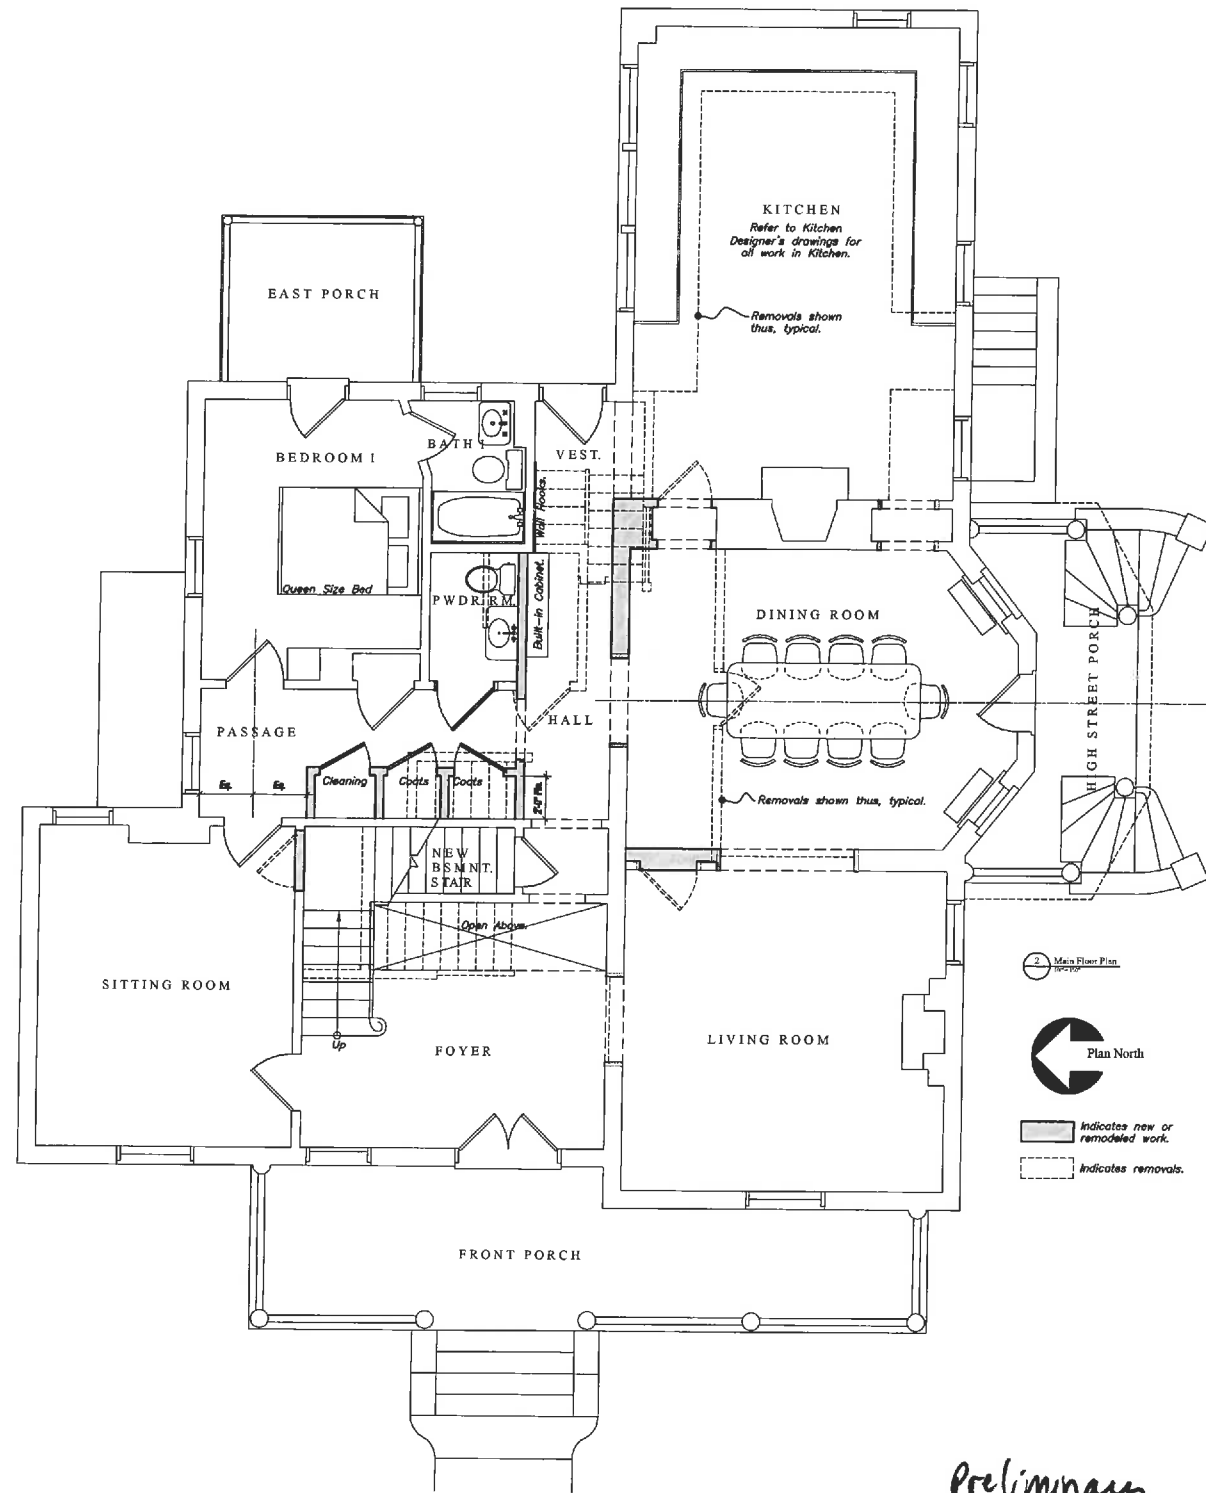 KITCHEN
Refer to Kitchen
Designer's drawings for
all work in Kitchen.
EAST PORCH
Removals shown
thus, typical.
BEDROOM 1
BATH 1
VEST.
Wall Hooks.
Queen Size Bed
PWDR. RM.
Built-in Cabinet.
DINING ROOM
HIGH STREET PORCH
PASSAGE
HALL
Eq.
Eq.
Cleaning
Coats
Coats
Removals shown thus, typical.
NEW
BSMNT.
STAIR
Open Above.
SITTING ROOM
Up
FOYER
LIVING ROOM
2
Main Floor Plan
Plan North
Indicates new or
remodeled work.
Indicates removals.
FRONT PORCH
Preliminary